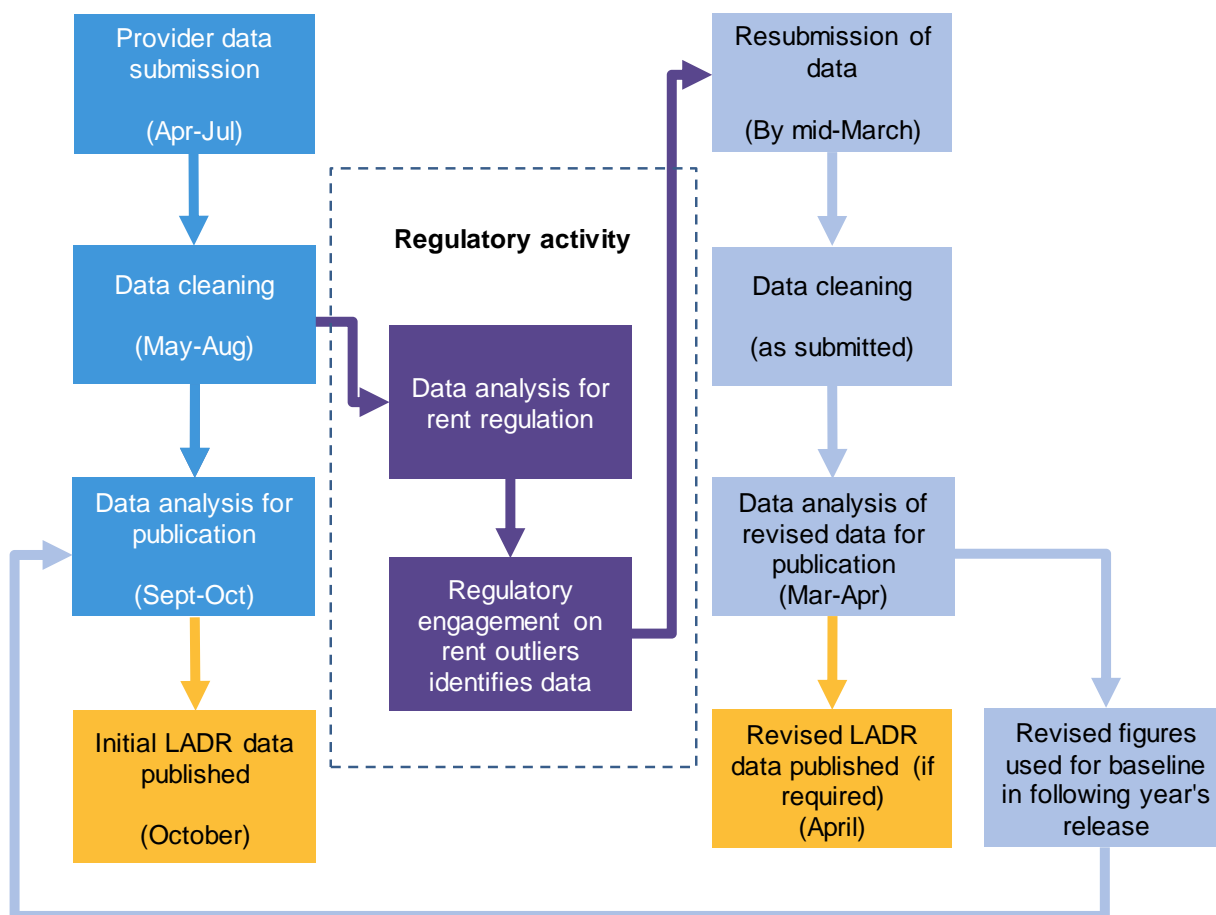 Provider data
submission
(Apr-Jul)
Data cleaning
(May-Aug)
Data analysis for
publication
(Sept-Oct)
Initial LADR data
published
(October)
Regulatory activity
Data analysis for
rent regulation
Regulatory
engagement on
rent outliers
identifies data
Resubmission of
data
(By mid-March)
Data cleaning
(as submitted)
Data analysis of
revised data for
publication
(Mar-Apr)
Revised LADR
data published (if
required)
(April)
Revised figures
used for baseline
in following year's
release